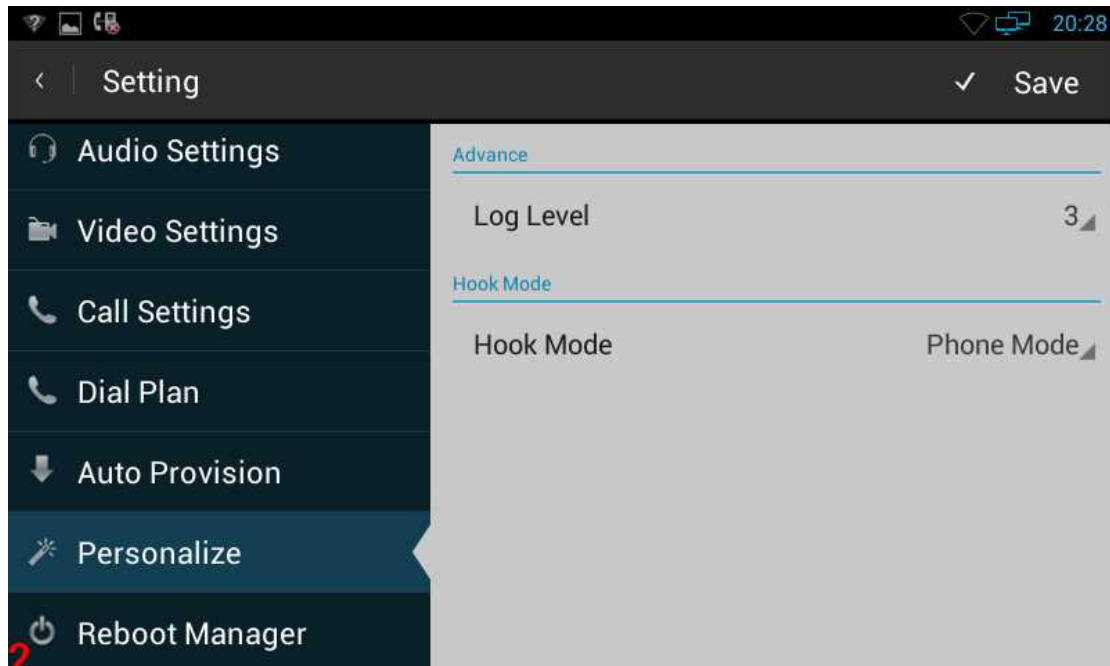 20:28
Setting
Save
Audio Settings
Video Settings
Call Settings
Dial Plan
Auto Provision
Personalize
Reboot Manager
2
Advance
Log Level 3
Hook Mode
Hook Mode Phone Mode